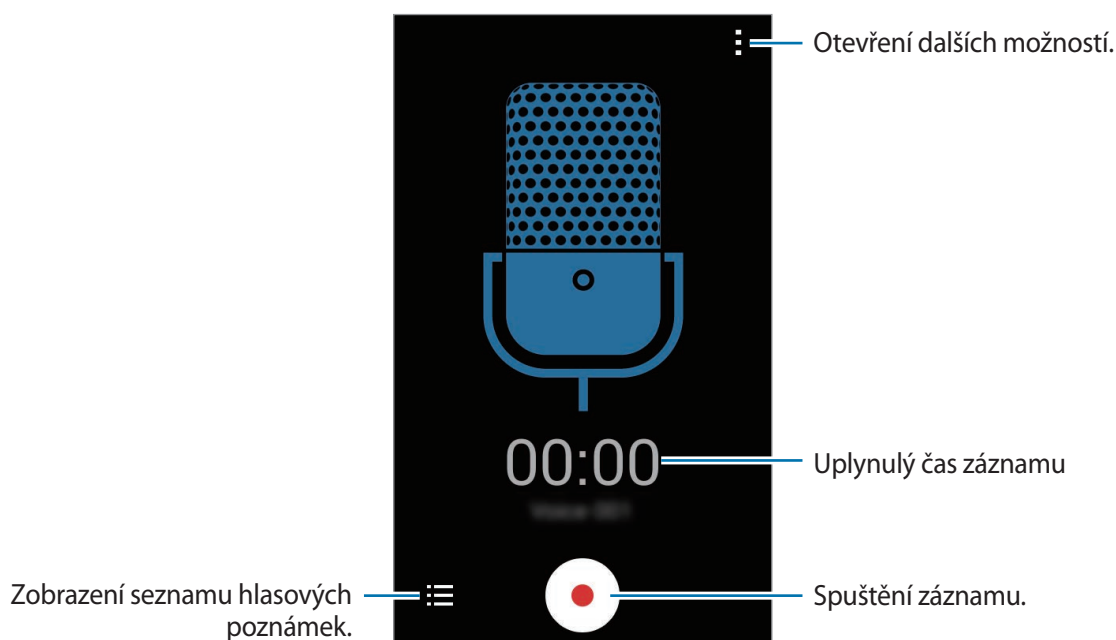 Otevření dalších možností.
00:00
Uplynulý čas záznamu
Zobrazení seznamu hlasových
poznámek.
Spuštění záznamu.